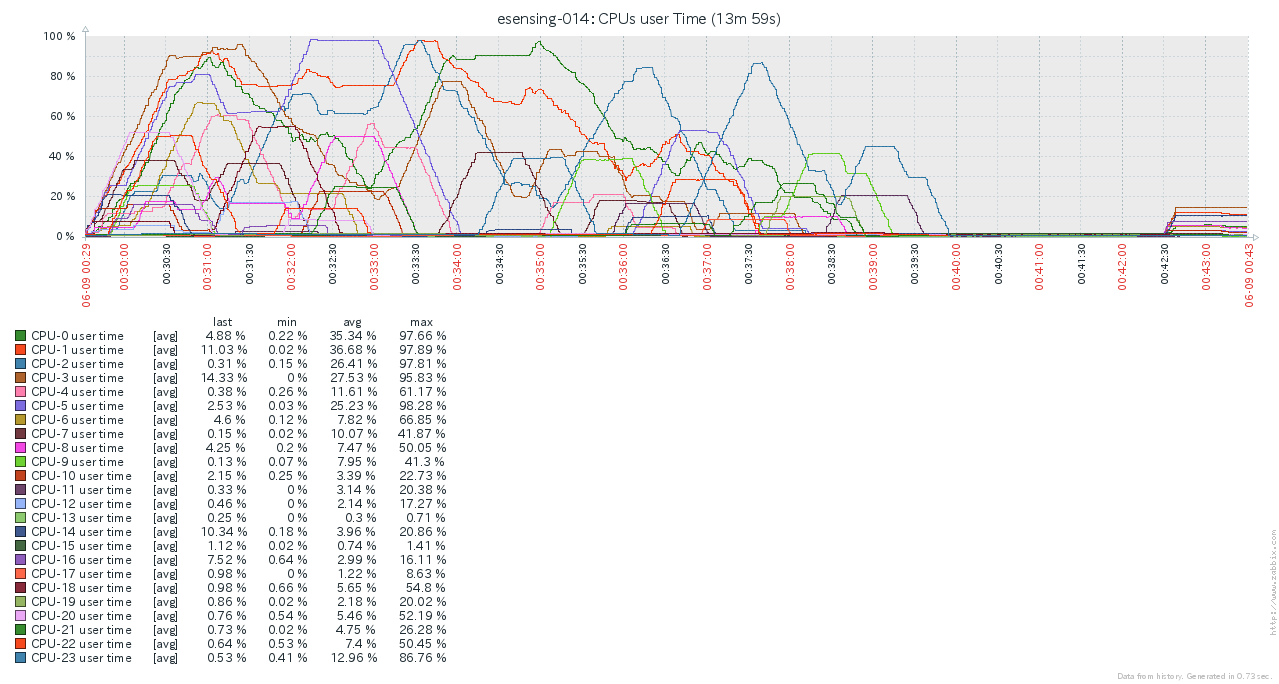 esensing-014: CPUs user Time (13m 59s)
100 %
80 %
60 %
40 %
20 %
0 %
06-09 00:29
00:30:00
00:30:30
00:31:00
00:31:30
00:32:00
00:32:30
00:33:00
00:33:30
00:34:00
00:34:30
00:35:00
00:35:30
00:36:00
00:36:30
00:37:00
00:37:30
00:38:00
00:38:30
00:39:00
00:39:30
00:40:00
00:40:30
00:41:00
00:41:30
00:42:00
00:42:30
00:43:00
06-09 00:43
last min avg max
CPU-0 user time [avg] 4.88 % 0.22 % 35.34 % 97.66 %
CPU-1 user time [avg] 11.03 % 0.02 % 36.68 % 97.89 %
CPU-2 user time [avg] 0.31 % 0.15 % 26.41 % 97.81 %
CPU-3 user time [avg] 14.33 % 0 % 27.53 % 95.83 %
CPU-4 user time [avg] 0.38 % 0.26 % 11.61 % 61.17 %
CPU-5 user time [avg] 2.53 % 0.03 % 25.23 % 98.28 %
CPU-6 user time [avg] 4.6 % 0.12 % 7.82 % 66.85 %
CPU-7 user time [avg] 0.15 % 0.02 % 10.07 % 41.87 %
CPU-8 user time [avg] 4.25 % 0.2 % 7.47 % 50.05 %
CPU-9 user time [avg] 0.13 % 0.07 % 7.95 % 41.3 %
CPU-10 user time [avg] 2.15 % 0.25 % 3.39 % 22.73 %
CPU-11 user time [avg] 0.33 % 0 % 3.14 % 20.38 %
CPU-12 user time [avg] 0.46 % 0 % 2.14 % 17.27 %
CPU-13 user time [avg] 0.25 % 0 % 0.3 % 0.71 %
CPU-14 user time [avg] 10.34 % 0.18 % 3.96 % 20.86 %
CPU-15 user time [avg] 1.12 % 0.02 % 0.74 % 1.41 %
CPU-16 user time [avg] 7.52 % 0.64 % 2.99 % 16.11 %
CPU-17 user time [avg] 0.98 % 0 % 1.22 % 8.63 %
CPU-18 user time [avg] 0.98 % 0.66 % 5.65 % 54.8 %
CPU-19 user time [avg] 0.86 % 0.02 % 2.18 % 20.02 %
CPU-20 user time [avg] 0.76 % 0.54 % 5.46 % 52.19 %
CPU-21 user time [avg] 0.73 % 0.02 % 4.75 % 26.28 %
CPU-22 user time [avg] 0.64 % 0.53 % 7.4 % 50.45 %
CPU-23 user time [avg] 0.53 % 0.41 % 12.96 % 86.76 %
http://www.zabbix.com
Data from history. Generated in 0.73 sec.